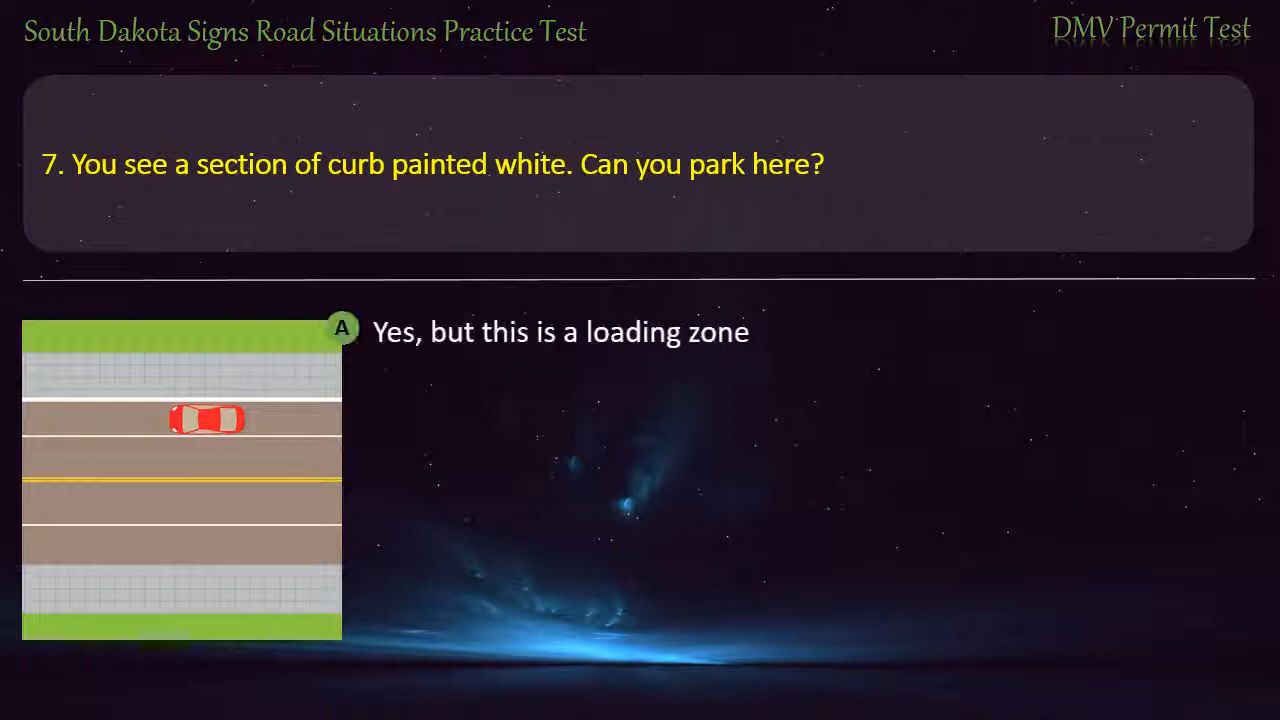 South Dakota Signs Road Situations Practice Test
DMV Permit Test
7. You see a section of curb painted white. Can you park here?
A
Yes, but this is a loading zone